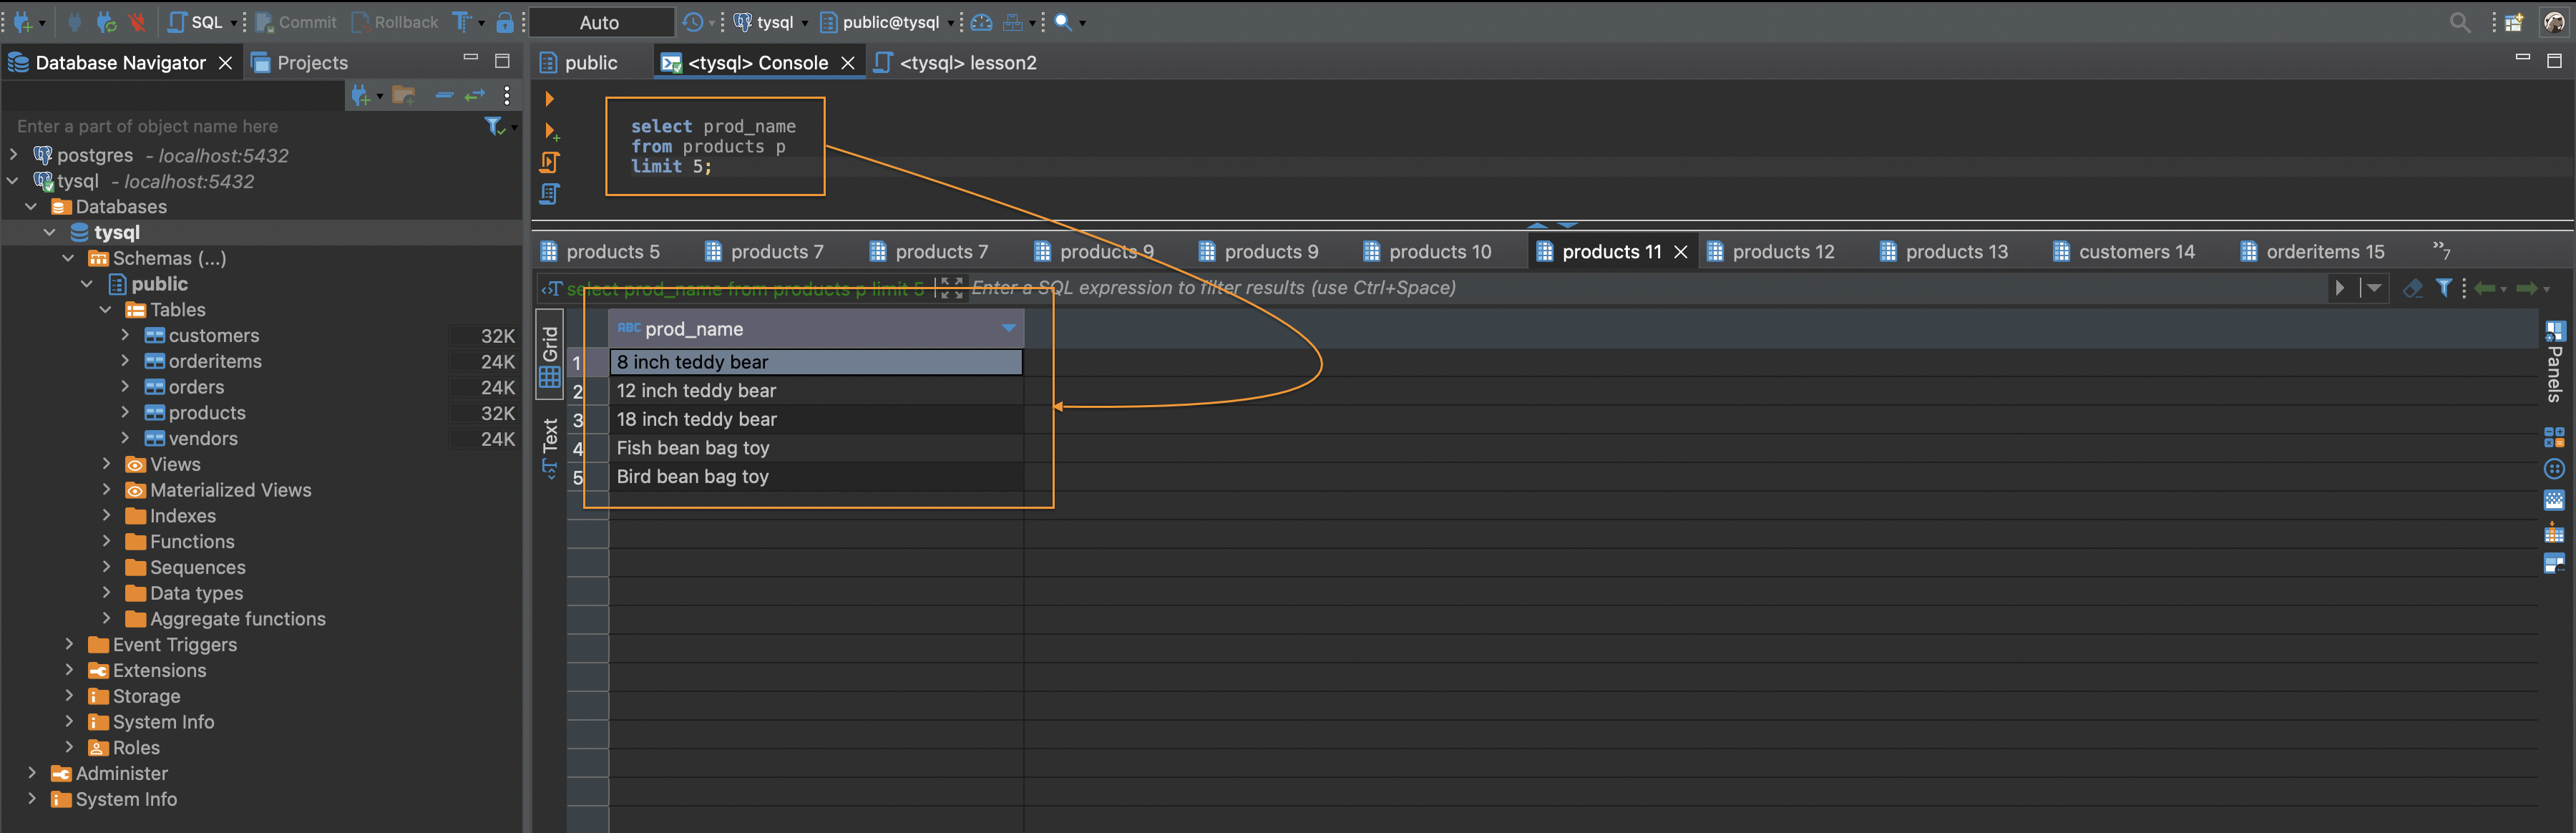 SQL
Commit
Rollback
Auto
tysql
public@tysql
Database Navigator
Projects
public
<tysql> Console
<tysql> lesson2
Enter a part of object name here
postgres - localhost:5432
tysql - localhost:5432
Databases
tysql
Schemas (...)
public
Tables
customers 32K
orderitems 24K
orders 24K
products 32K
vendors 24K
Views
Materialized Views
Indexes
Functions
Sequences
Data types
Aggregate functions
Event Triggers
Extensions
Storage
System Info
Roles
Administer
System Info
select prod_name
from products p
limit 5;
products 5
products 7
products 7
products 9
products 9
products 10
products 11
products 12
products 13
customers 14
orderitems 15
»7
select prod_name from products p limit 5
Enter a SQL expression to filter results (use Ctrl+Space)
Grid
Text
ABC prod_name
1 8 inch teddy bear
2 12 inch teddy bear
3 18 inch teddy bear
4 Fish bean bag toy
5 Bird bean bag toy
Panels